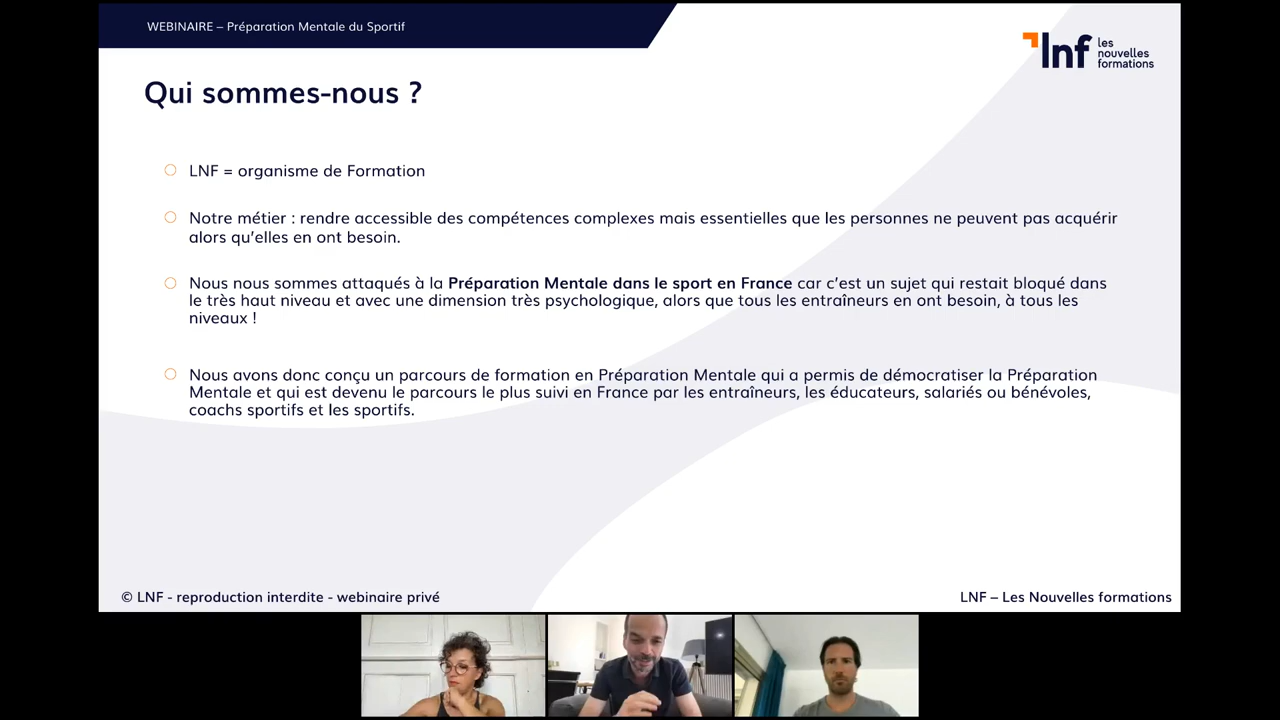 WEBINAIRE – Préparation Mentale du Sportif
lnf les
nouvelles
formations
Qui sommes-nous ?
LNF = organisme de Formation
Notre métier : rendre accessible des compétences complexes mais essentielles que les personnes ne peuvent pas acquérir
alors qu’elles en ont besoin.
Nous nous sommes attaqués à la Préparation Mentale dans le sport en France car c’est un sujet qui restait bloqué dans
le très haut niveau et avec une dimension très psychologique, alors que tous les entraîneurs en ont besoin, à tous les
niveaux !
Nous avons donc conçu un parcours de formation en Préparation Mentale qui a permis de démocratiser la Préparation
Mentale et qui est devenu le parcours le plus suivi en France par les entraîneurs, les éducateurs, salariés ou bénévoles,
coachs sportifs et les sportifs.
© LNF - reproduction interdite - webinaire privé
LNF – Les Nouvelles formations